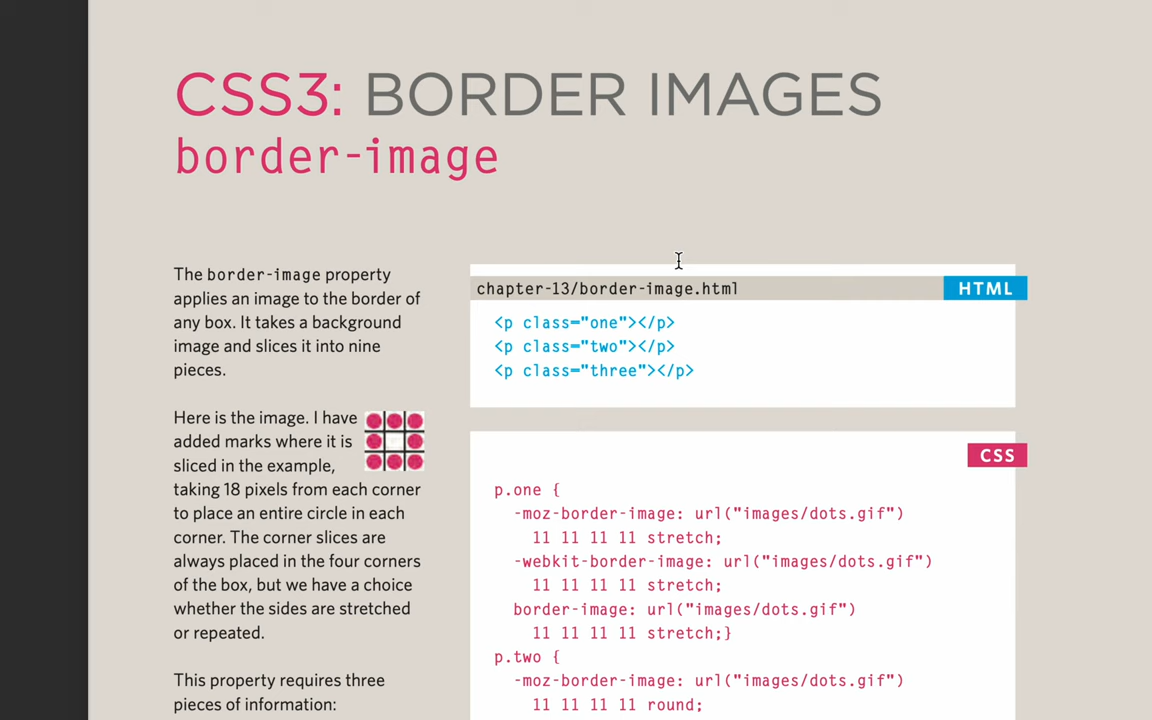 CSS3: BORDER IMAGES
border-image
The border-image property
applies an image to the border of
any box. It takes a background
image and slices it into nine
pieces.
Here is the image. I have
added marks where it is
sliced in the example,
taking 18 pixels from each corner
to place an entire circle in each
corner. The corner slices are
always placed in the four corners
of the box, but we have a choice
whether the sides are stretched
or repeated.
This property requires three
pieces of information:
chapter-13/border-image.html
HTML
<p class="one"></p>
<p class="two"></p>
<p class="three"></p>
CSS
p.one {
-moz-border-image: url("images/dots.gif")
11 11 11 11 stretch;
-webkit-border-image: url("images/dots.gif")
11 11 11 11 stretch;
border-image: url("images/dots.gif")
11 11 11 11 stretch;}
p.two {
-moz-border-image: url("images/dots.gif")
11 11 11 11 round;